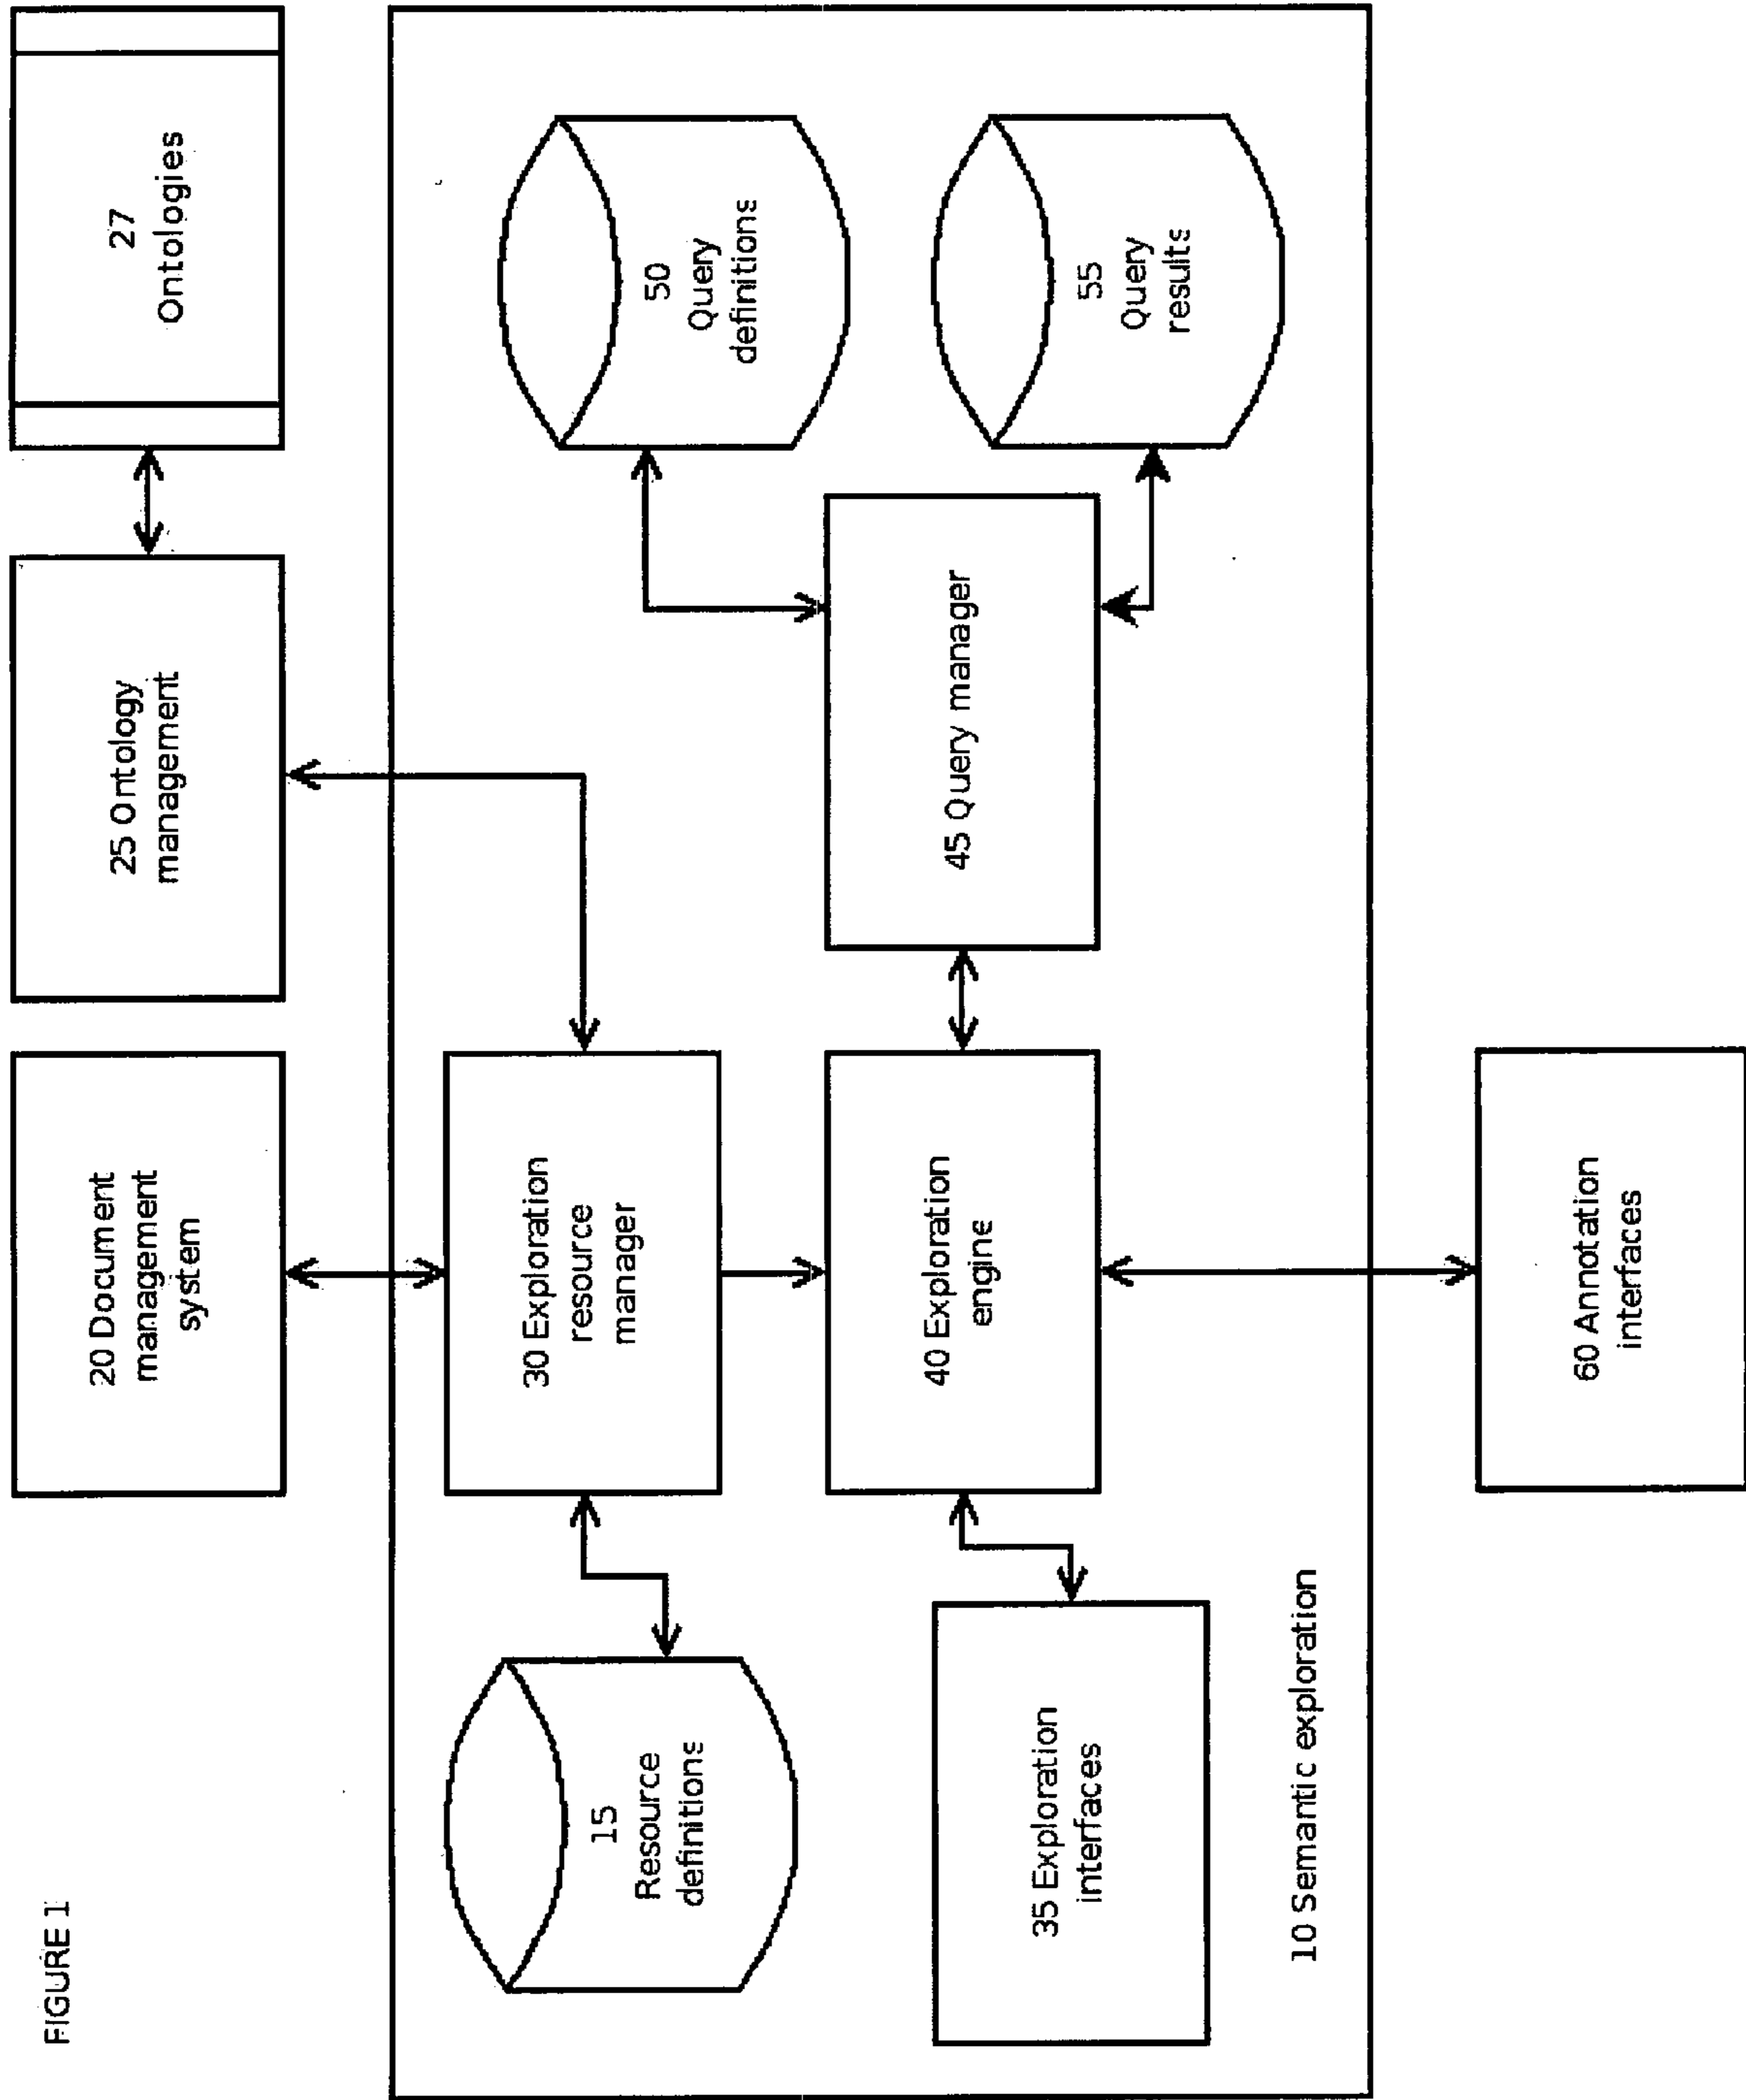 FIGURE 1
20 Document
management
system
25 Ontology
management
27
Ontologies
15
Resource
definitions
30 Exploration
resource
manager
50
Query
definitions
35 Exploration
interfaces
40 Exploration
engine
45 Query manager
55
Query
results
10 Semantic exploration
60 Annotation
interfaces